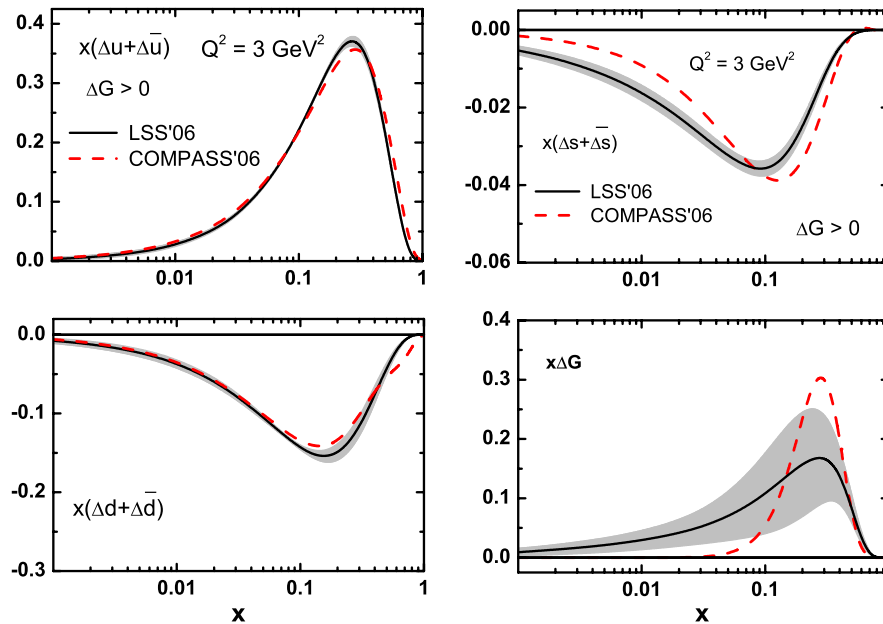 0.4
0.3
0.2
0.1
0.0
x(Δu+Δū)
Q² = 3 GeV²
ΔG > 0
LSS'06
COMPASS'06
0.01
0.1
1
0.00
-0.02
-0.04
-0.06
Q² = 3 GeV²
x(Δs+Δs̄)
LSS'06
COMPASS'06
ΔG > 0
0.01
0.1
0.0
-0.1
-0.2
-0.3
x(Δd+Δd̄)
0.01
0.1
1
x
0.4
0.3
0.2
0.1
0.0
xΔG
0.01
0.1
x